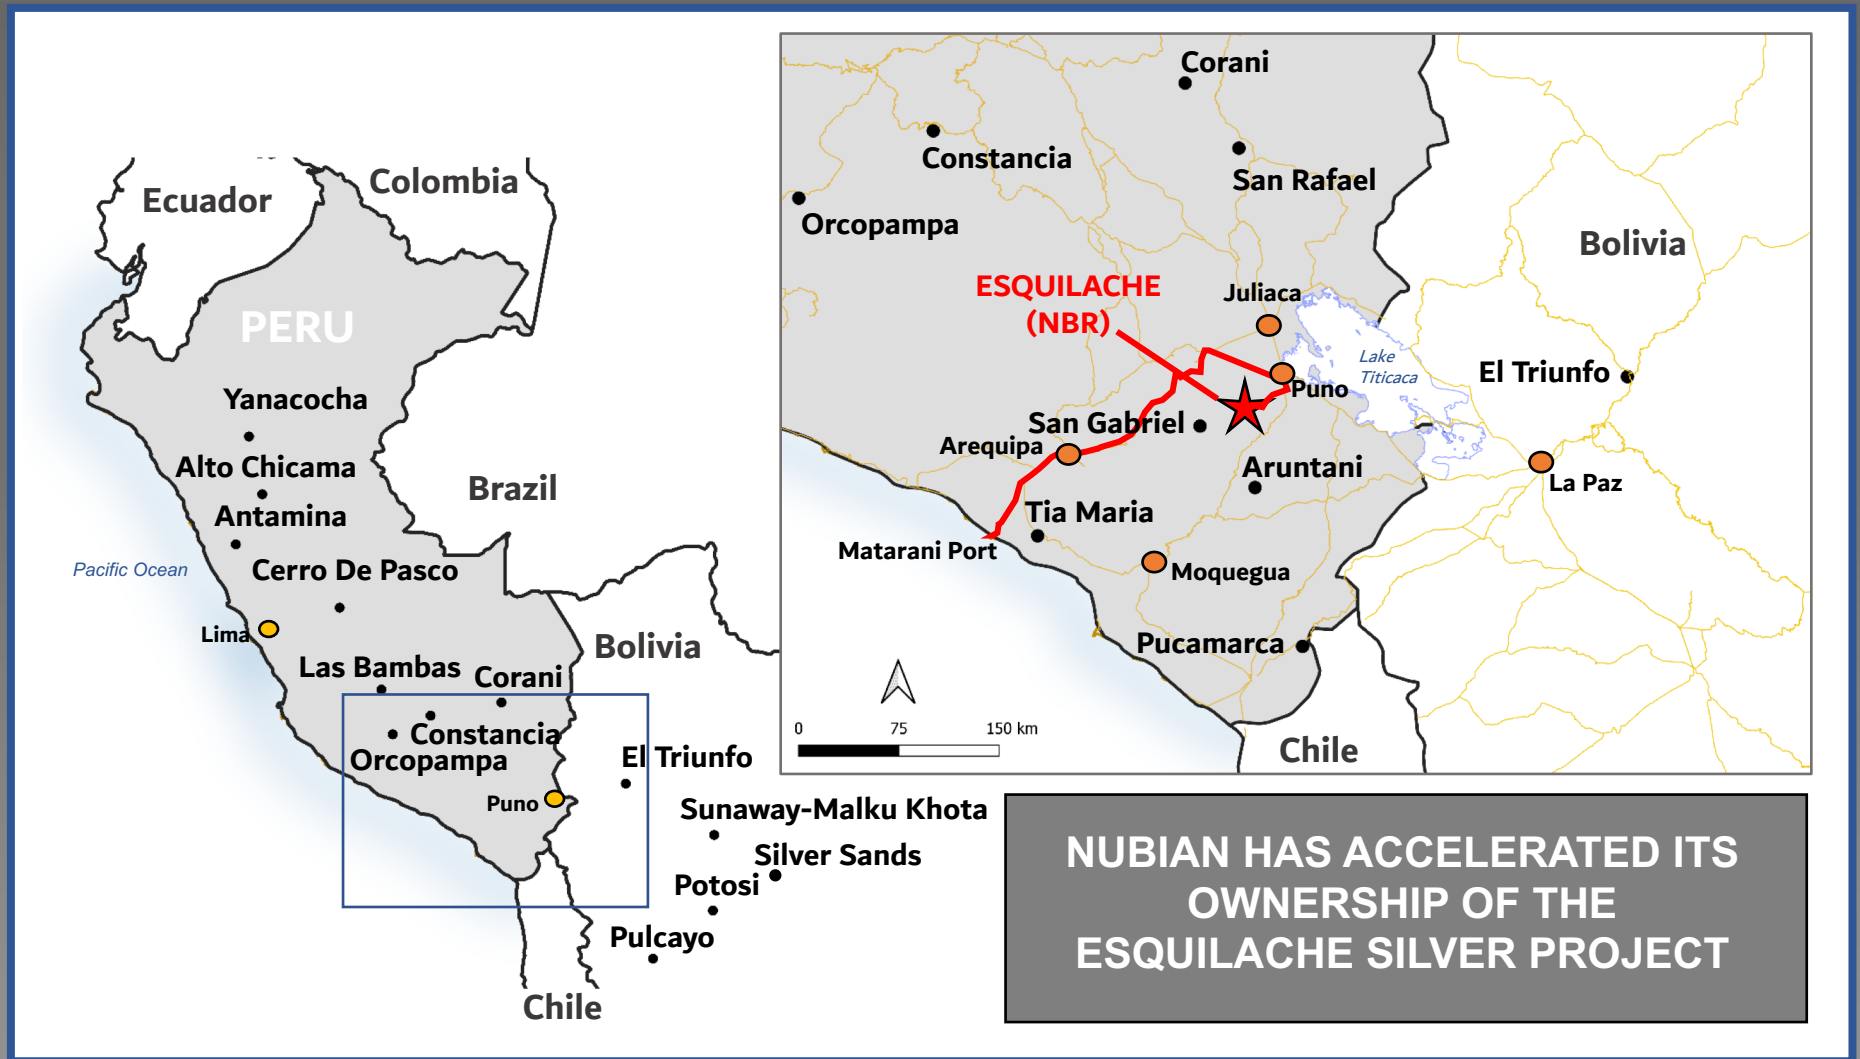 Ecuador
Colombia
PERU
Yanacocha
Alto Chicama
Antamina
Cerro De Pasco
Brazil
Pacific Ocean
Lima
Las Bambas
Corani
Bolivia
Constancia
Orcopampa
Puno
El Triunfo
Sunaway-Malku Khota
Silver Sands
Potosi
Pulcayo
Chile
Corani
Constancia
San Rafael
Orcopampa
Bolivia
ESQUILACHE
(NBR)
Juliaca
Lake
Titicaca
El Triunfo
Puno
San Gabriel
Arequipa
Aruntani
La Paz
Tia Maria
Matarani Port
Moquegua
Pucamarca
0 75 150 km
Chile
NUBIAN HAS ACCELERATED ITS
OWNERSHIP OF THE
ESQUILACHE SILVER PROJECT